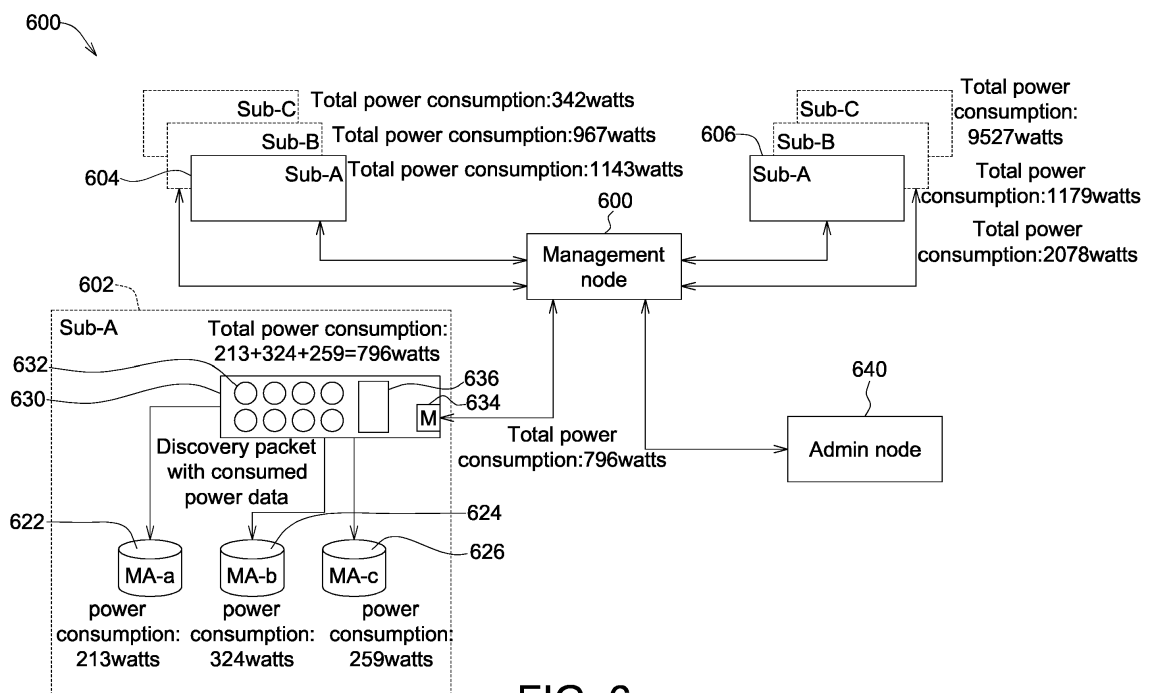 600
Sub-C
Total power consumption:342watts
Sub-B
Total power consumption:967watts
604
Sub-A
Total power consumption:1143watts
Sub-C
Total power
consumption:
9527watts
606
Sub-B
Sub-A
Total power
consumption:1179watts
Total power
consumption:2078watts
600
Management
node
602
Sub-A
Total power consumption:
213+324+259=796watts
632
630
636
634
M
Total power
consumption:796watts
640
Admin node
Discovery packet
with consumed
power data
622
624
626
MA-a
MA-b
MA-c
power
consumption:
213watts
power
consumption:
324watts
power
consumption:
259watts